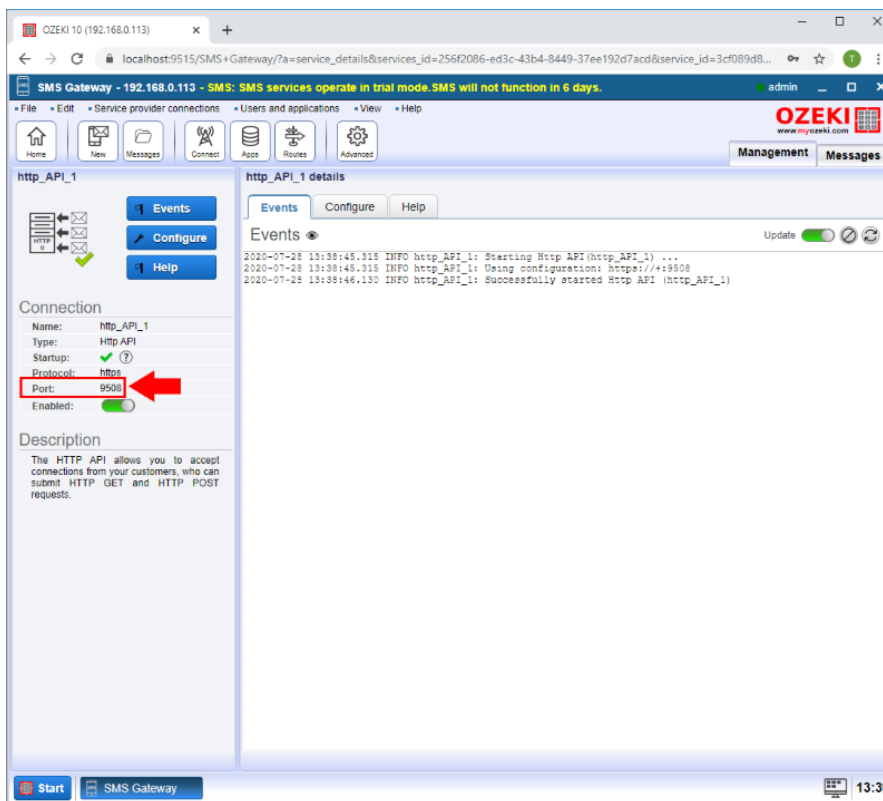 OZEKI 10 (192.168.0.113)
localhost:9515/SMS+Gateway/?a=service_details&services_id=256f2086-ed3c-43b4-8449-37ee192d7acd&service_id=3cf089d8...
T
SMS Gateway - 192.168.0.113 - SMS: SMS services operate in trial mode.SMS will not function in 6 days.
admin
File Edit Service provider connections Users and applications View Help
OZEKI
www.myozeki.com
Home New Messages Connect Apps Routes Advanced
Management Messages
http_API_1
Events
Configure
Help
HTTP
Connection
Name: http_API_1
Type: Http API
Startup: ?
Protocol: https
Port: 9508
Enabled:
Description
The HTTP API allows you to accept
connections from your customers, who can
submit HTTP GET and HTTP POST
requests.
http_API_1 details
Events Configure Help
Events
Update
2020-07-28 13:38:45.315 INFO http_API_1: Starting Http API(http_API_1) ...
2020-07-28 13:38:45.315 INFO http_API_1: Using configuration: https://+:9508
2020-07-28 13:38:46.130 INFO http_API_1: Successfully started Http API (http_API_1)
Start
SMS Gateway
13:3